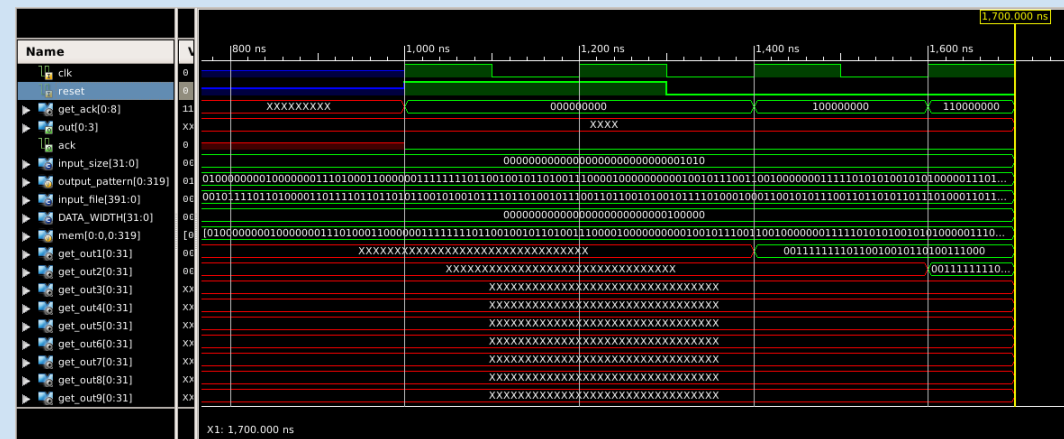 1,700.000 ns
Name
V
800 ns
1,000 ns
1,200 ns
1,400 ns
1,600 ns
clk
0
reset
0
get_ack[0:8]
11
XXXXXXXXX
000000000
100000000
110000000
out[0:3]
XX
XXXX
ack
0
input_size[31:0]
00
00000000000000000000000000001010
output_pattern[0:319]
01
input_file[391:0]
00
DATA_WIDTH[31:0]
00
00000000000000000000000000100000
mem[0:0,0:319]
[0
get_out1[0:31]
00
XXXXXXXXXXXXXXXXXXXXXXXXXXXXXXXX
get_out2[0:31]
00
XXXXXXXXXXXXXXXXXXXXXXXXXXXXXXXX
00111111110...
get_out3[0:31]
XX
XXXXXXXXXXXXXXXXXXXXXXXXXXXXXXXX
get_out4[0:31]
XX
XXXXXXXXXXXXXXXXXXXXXXXXXXXXXXXX
get_out5[0:31]
XX
XXXXXXXXXXXXXXXXXXXXXXXXXXXXXXXX
get_out6[0:31]
XX
XXXXXXXXXXXXXXXXXXXXXXXXXXXXXXXX
get_out7[0:31]
XX
XXXXXXXXXXXXXXXXXXXXXXXXXXXXXXXX
get_out8[0:31]
XX
XXXXXXXXXXXXXXXXXXXXXXXXXXXXXXXX
get_out9[0:31]
XX
XXXXXXXXXXXXXXXXXXXXXXXXXXXXXXXX
X1: 1,700.000 ns